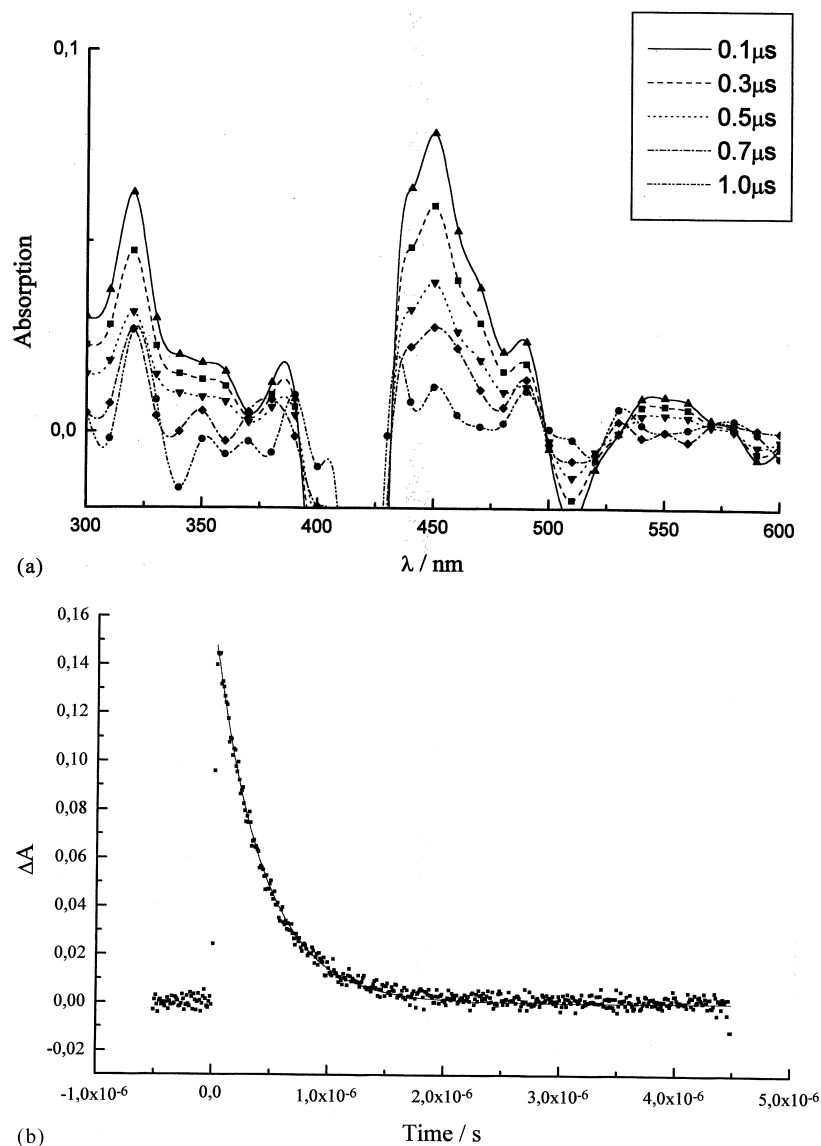 0,1
0.1μs
0.3μs
0.5μs
0.7μs
1.0μs
Absorption
0,0
300 350 400 450 500 550 600
(a)
λ / nm
0,16
0,14
0,12
0,10
0,08
0,06
0,04
0,02
0,00
-0,02
ΔA
-1,0x10-6 0,0 1,0x10-6 2,0x10-6 3,0x10-6 4,0x10-6 5,0x10-6
(b)
Time / s